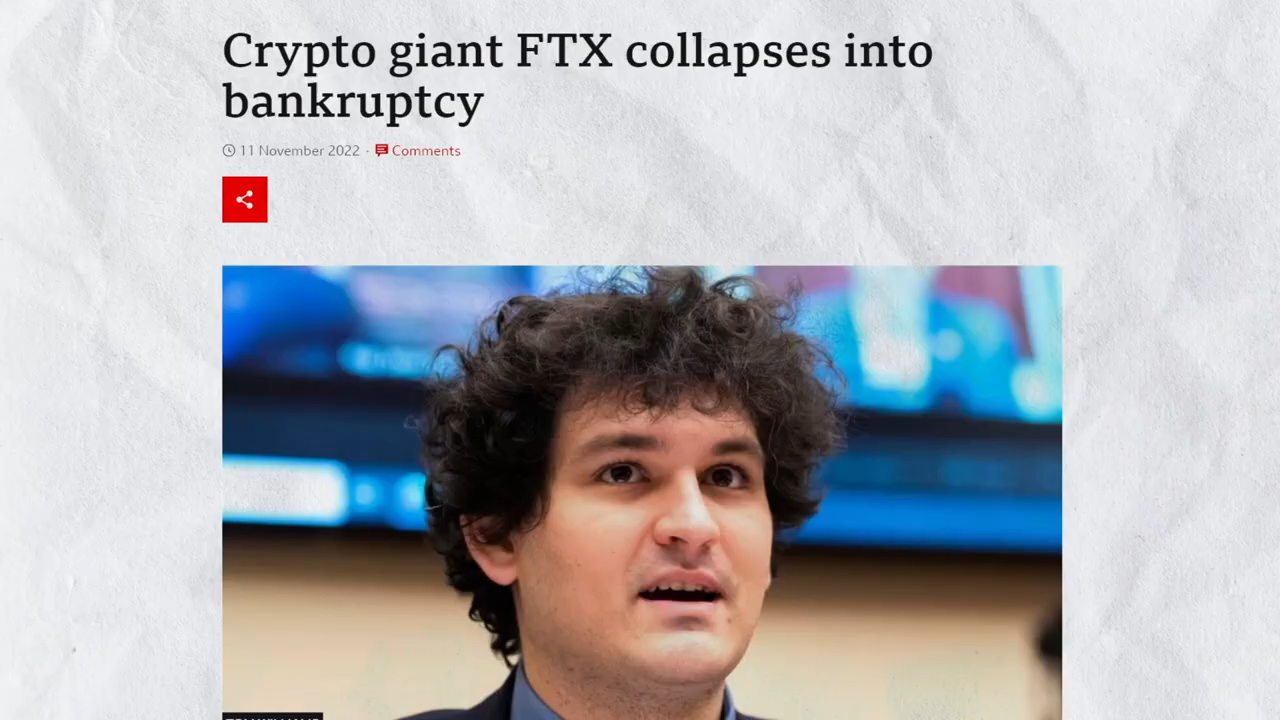 Crypto giant FTX collapses into
bankruptcy
11 November 2022 · Comments